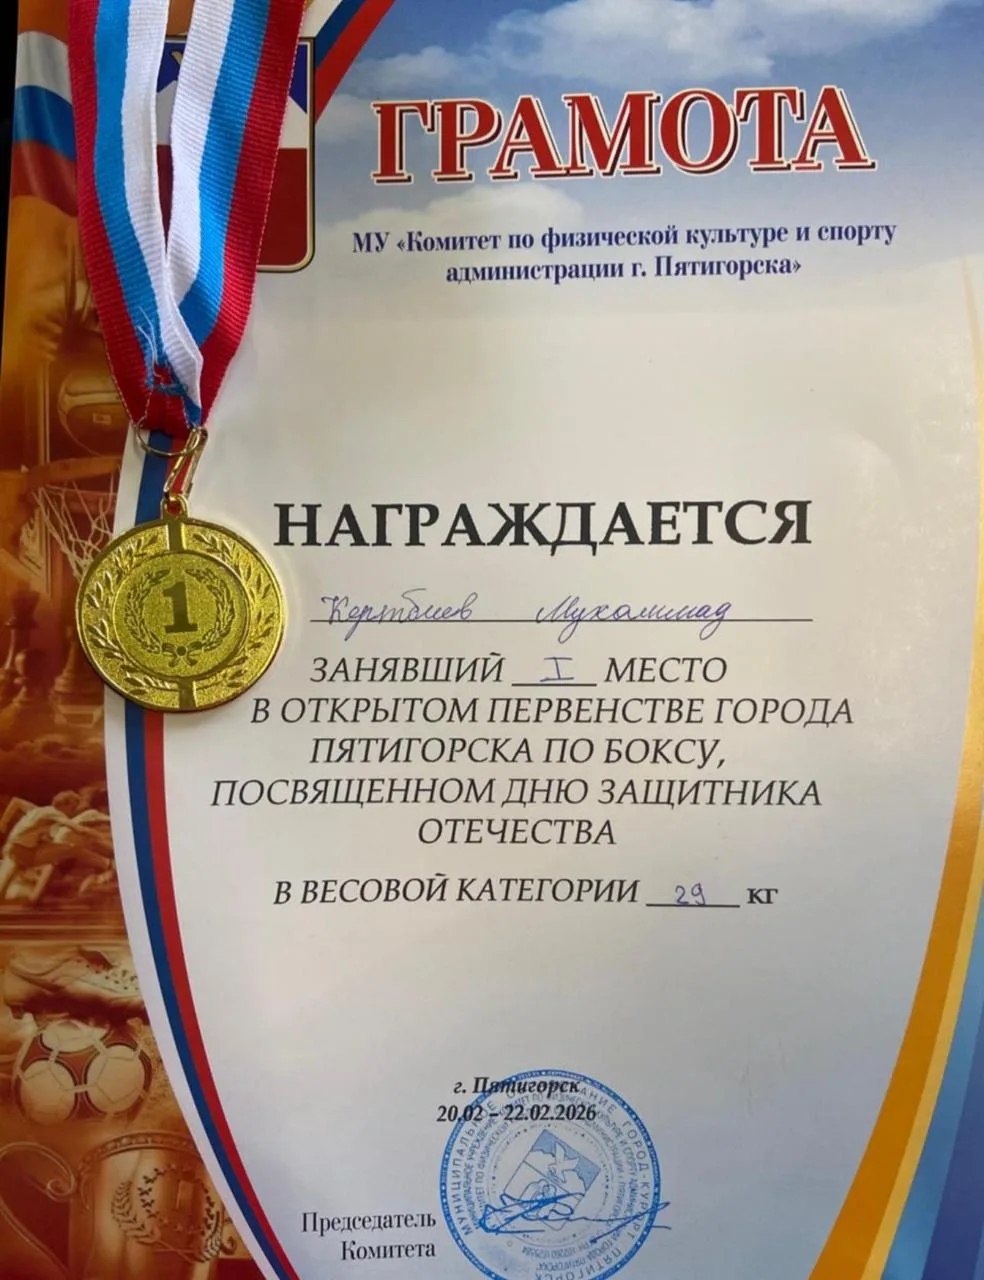 ГРАМОТА
МУ «Комитет по физической культуре и спорту
администрации г. Пятигорска»
1
НАГРАЖДАЕТСЯ
Кертбиев Мухаммад
ЗАНЯВШИЙ I МЕСТО
В ОТКРЫТОМ ПЕРВЕНСТВЕ ГОРОДА
ПЯТИГОРСКА ПО БОКСУ,
ПОСВЯЩЕННОМ ДНЮ ЗАЩИТНИКА
ОТЕЧЕСТВА
В ВЕСОВОЙ КАТЕГОРИИ 29 кг
г. Пятигорск
20.02 – 22.02.2026
Председатель
Комитета